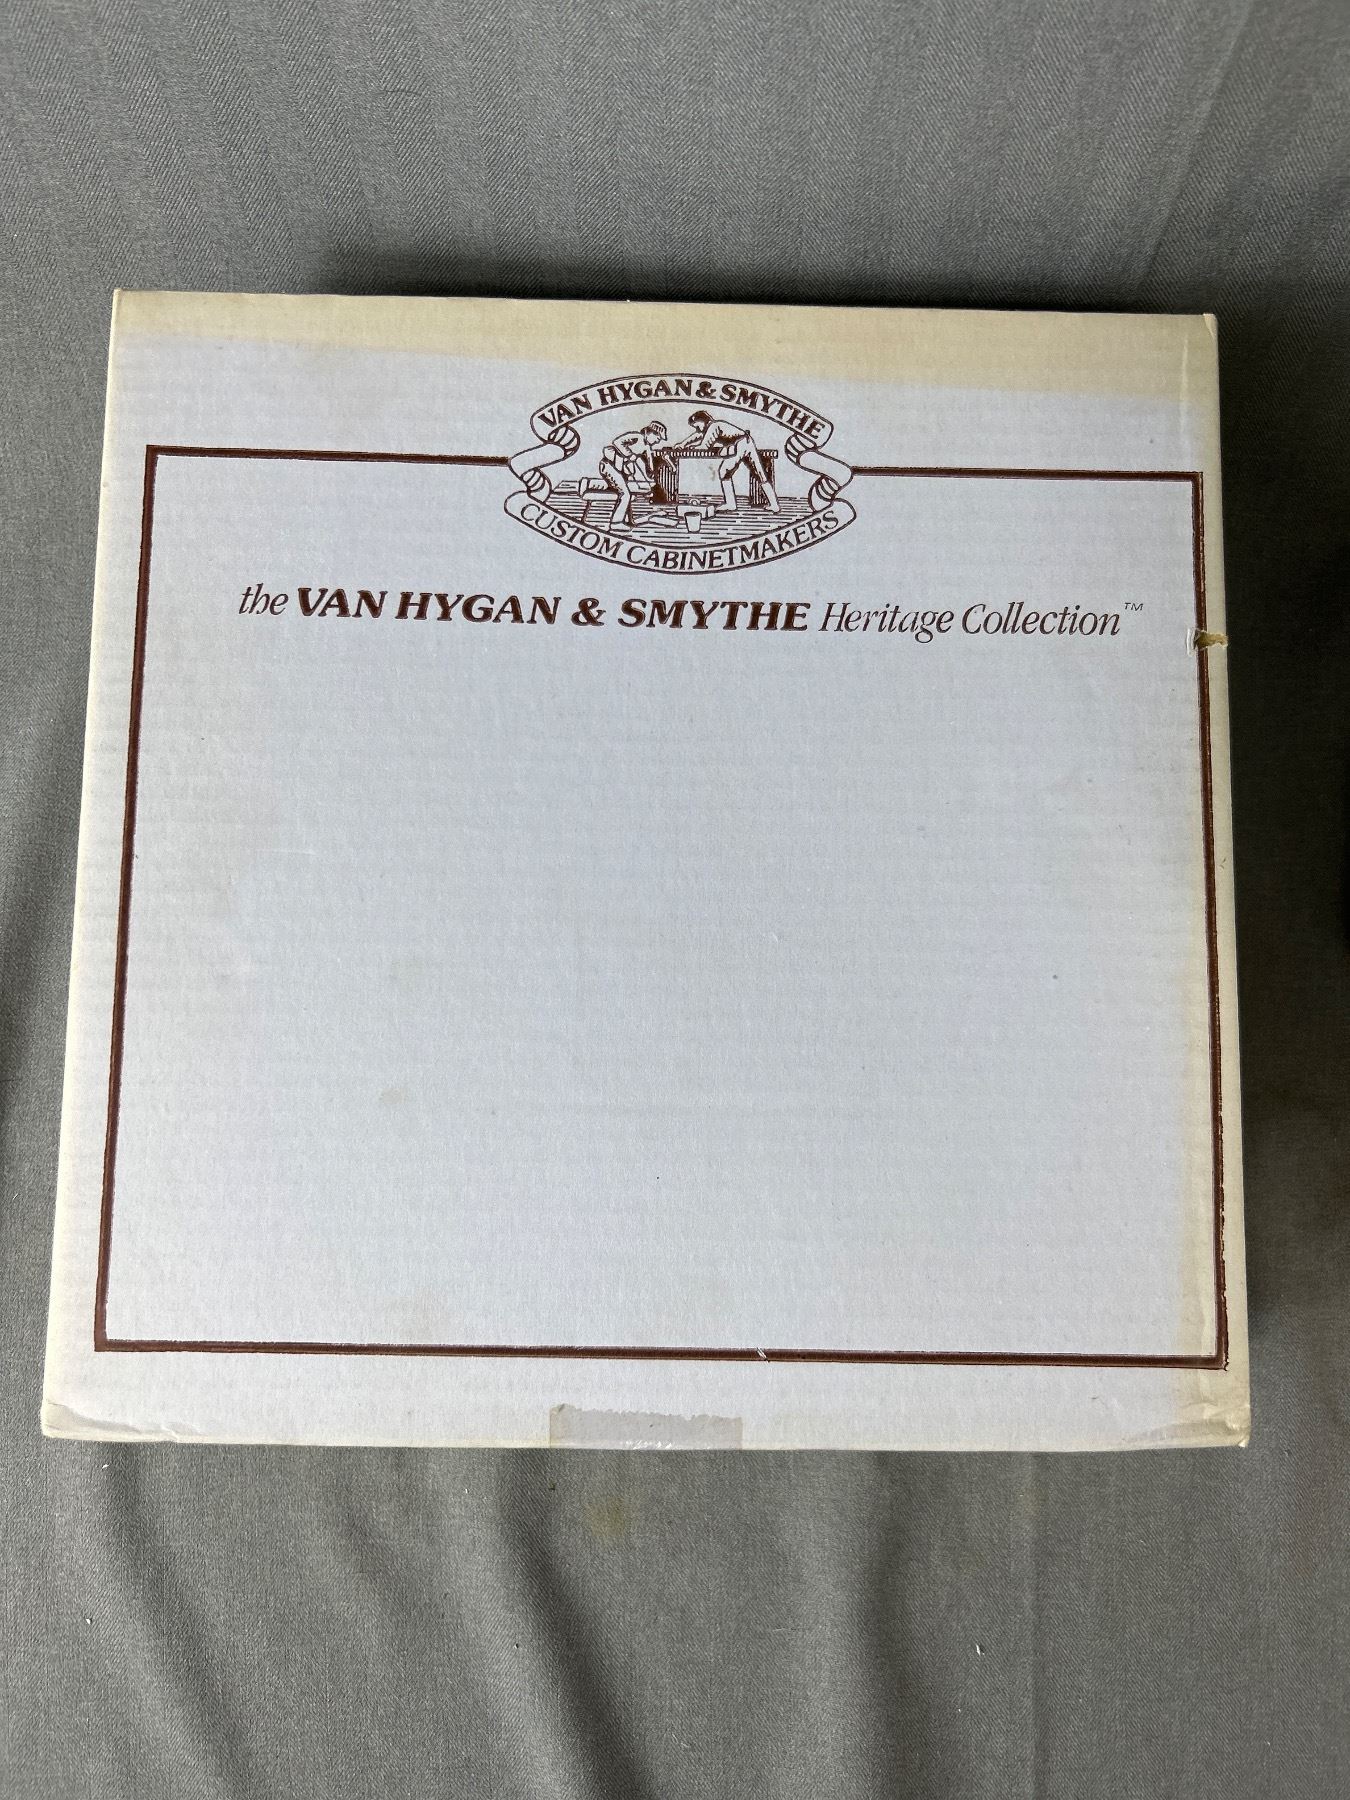 VAN HYGAN & SMYTHE
CUSTOM CABINETMAKERS
the VAN HYGAN & SMYTHE Heritage Collection™